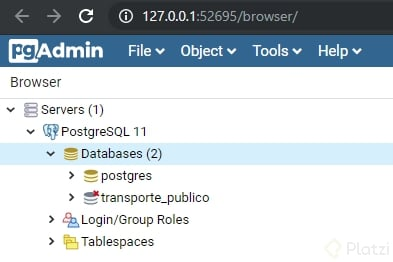 127.0.0.1:52695/browser/
pgAdmin File Object Tools Help
Browser
Servers (1)
PostgreSQL 11
Databases (2)
postgres
transporte_publico
Login/Group Roles
Tablespaces
Platzi